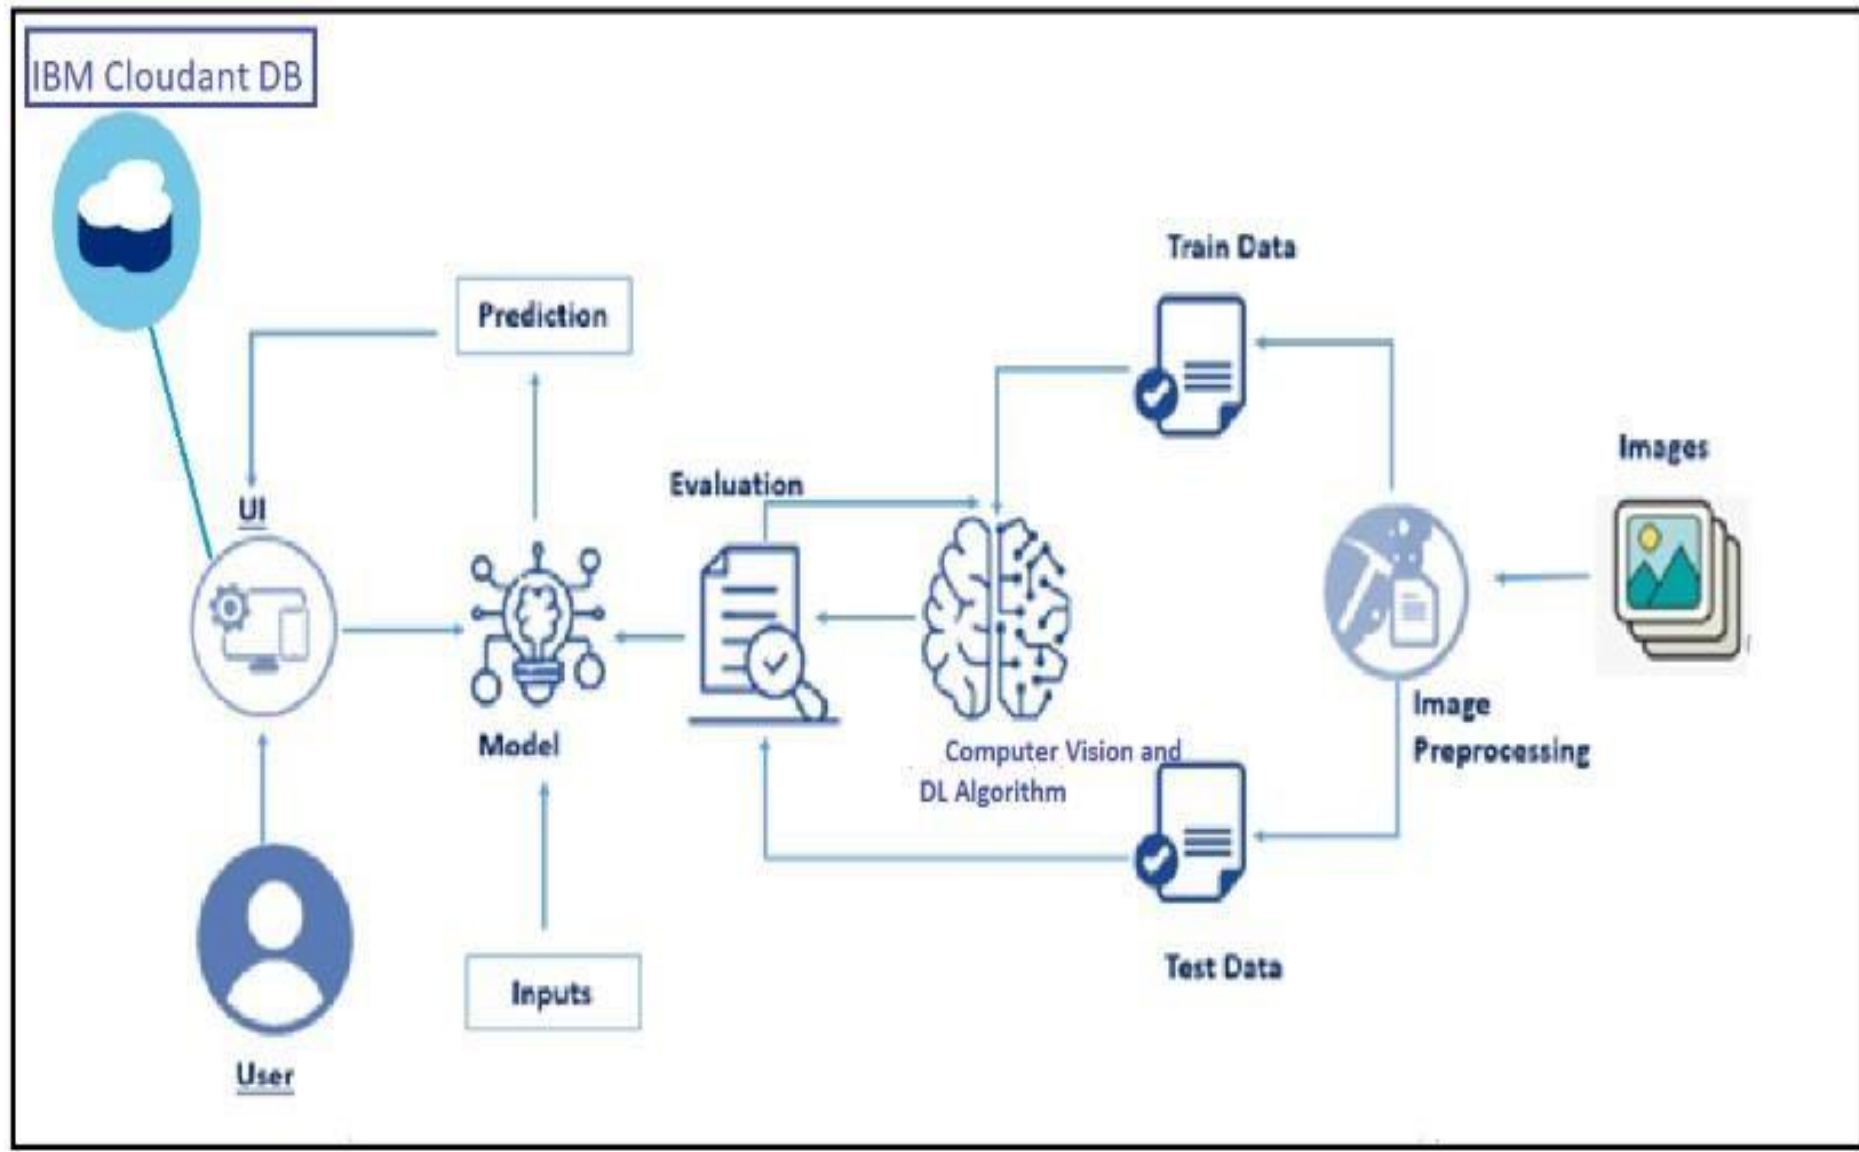 IBM Cloudant DB
Train Data
Prediction
Images
Evaluation
UI
Image
Preprocessing
Model
Computer Vision and
DL Algorithm
Test Data
Inputs
User